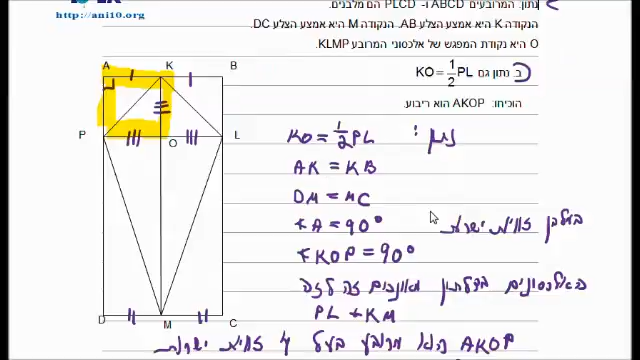 http://ani10.org
נתון: המרובעים ABCD ו-PLCD הם מלבנים.
הנקודה K היא אמצע הצלע AB. הנקודה M היא אמצע הצלע DC.
O היא נקודת המפגש של אלכסוני המרובע KLMP.
ב. נתון גם KO=1/2PL
הוכיחו: AKOP הוא ריבוע.
A K B
P O L
D M C
נתון: KO=1/2PL
AK=KB
DM=MC
∢A=90° במלבן זווית ישרה
∢KOP=90°
האלכסונים בדלתון מאונכים זה לזה
PL⊥KM
AKOP הוא מרובע בעל 4 זוויות ישרות